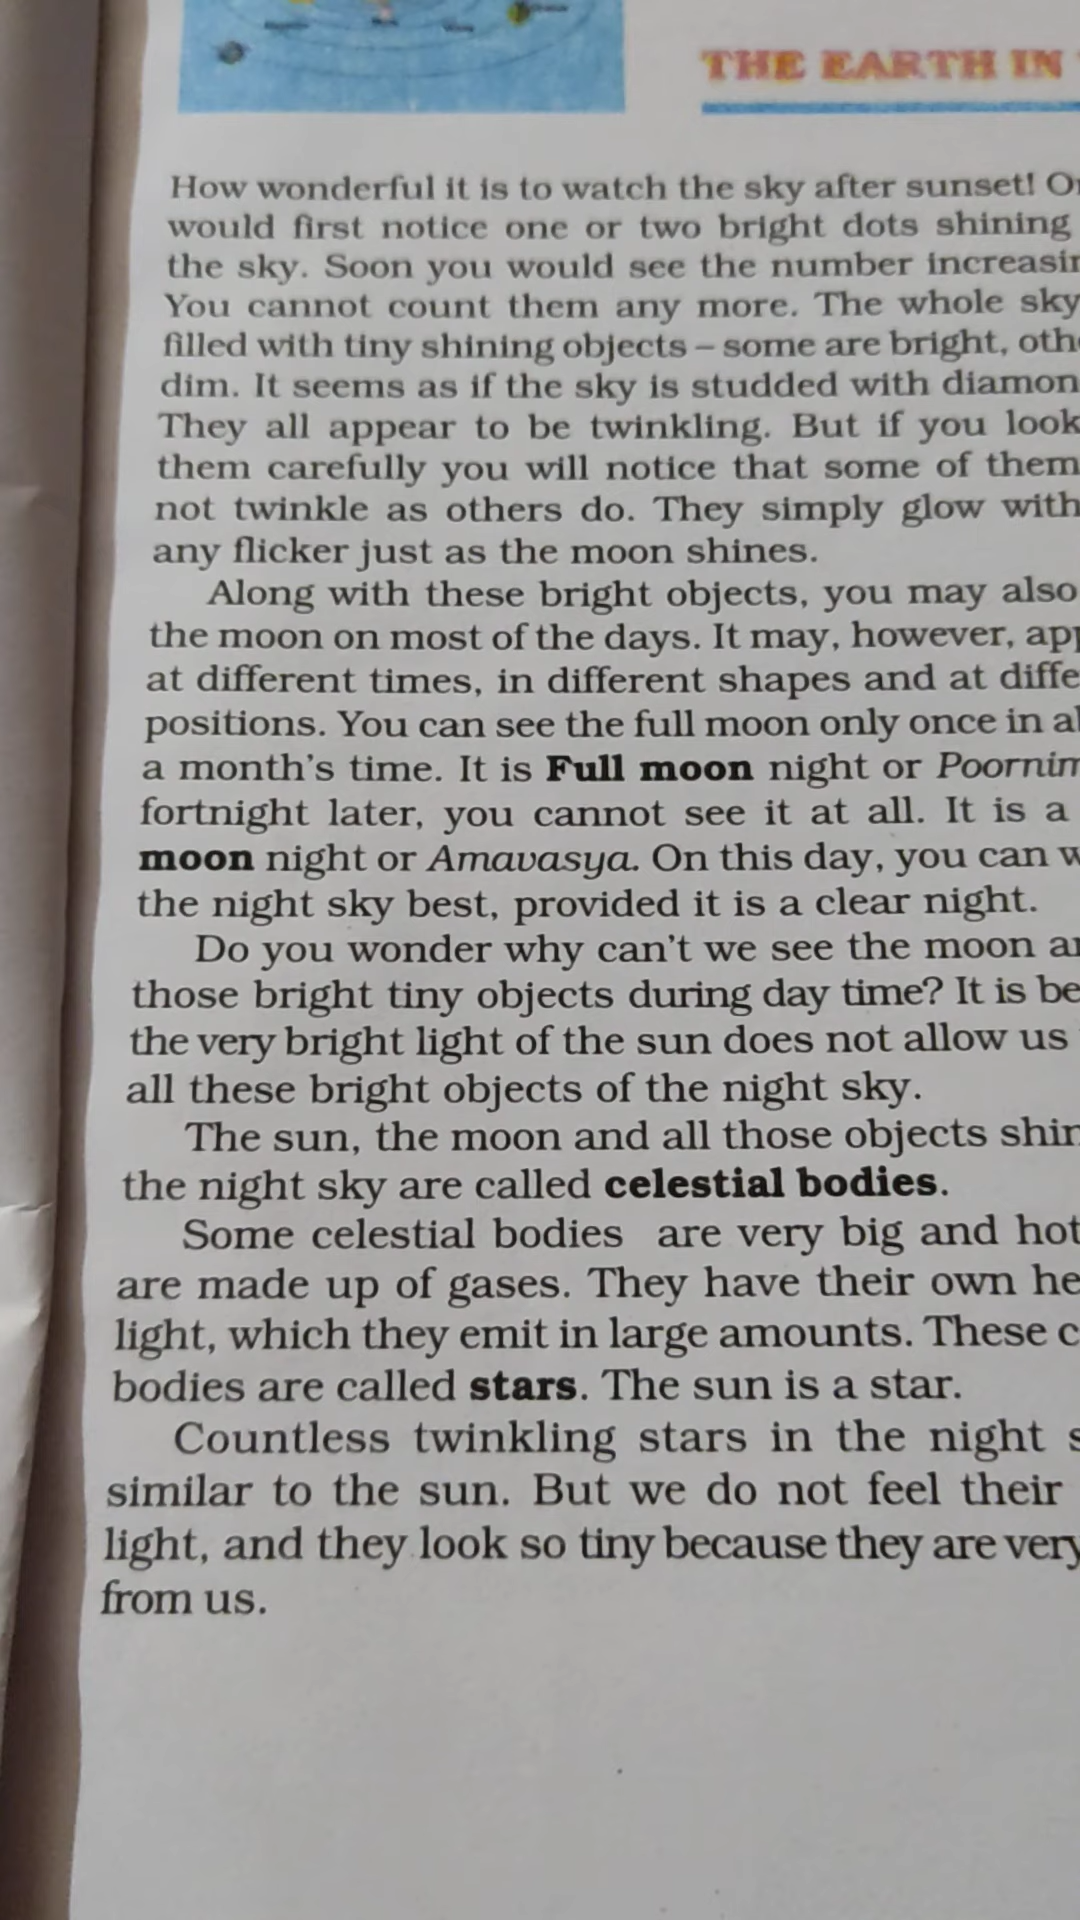 THE EARTH IN
How wonderful it is to watch the sky after sunset! 
would first notice one or two bright dots shining
the sky. Soon you would see the number increasin
You cannot count them any more. The whole sky
filled with tiny shining objects – some are bright, oth
dim. It seems as if the sky is studded with diamon
They all appear to be twinkling. But if you look
them carefully you will notice that some of them
not twinkle as others do. They simply glow with
any flicker just as the moon shines.
Along with these bright objects, you may also
the moon on most of the days. It may, however, app
at different times, in different shapes and at diffe
positions. You can see the full moon only once in
a month's time. It is Full moon night or Poornim
fortnight later, you cannot see it at all. It is a
moon night or Amavasya. On this day, you can w
the night sky best, provided it is a clear night.
Do you wonder why can't we see the moon an
those bright tiny objects during day time? It is be
the very bright light of the sun does not allow us
all these bright objects of the night sky.
The sun, the moon and all those objects shin
the night sky are called celestial bodies.
Some celestial bodies are very big and hot
are made up of gases. They have their own he
light, which they emit in large amounts. These c
bodies are called stars. The sun is a star.
Countless twinkling stars in the night s
similar to the sun. But we do not feel their
light, and they look so tiny because they are very
from us.